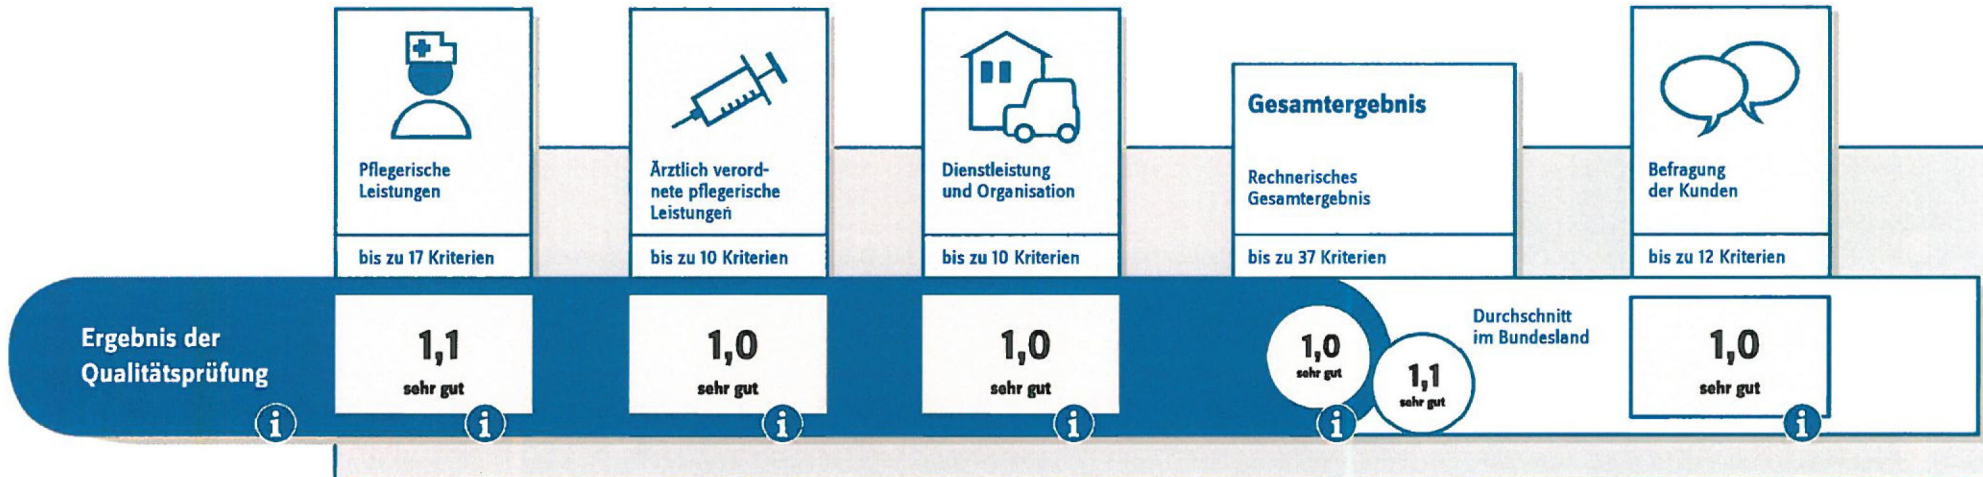 Pflegerische
Leistungen
bis zu 17 Kriterien
Ärztlich verord-
nete pflegerische
Leistungen
bis zu 10 Kriterien
Dienstleistung
und Organisation
bis zu 10 Kriterien
Gesamtergebnis
Rechnerisches
Gesamtergebnis
bis zu 37 Kriterien
Befragung
der Kunden
bis zu 12 Kriterien
Ergebnis der
Qualitätsprüfung
i
1,1
sehr gut
i
1,0
sehr gut
i
1,0
sehr gut
i
1,0
sehr gut
i
1,1
sehr gut
Durchschnitt
im Bundesland
1,0
sehr gut
i